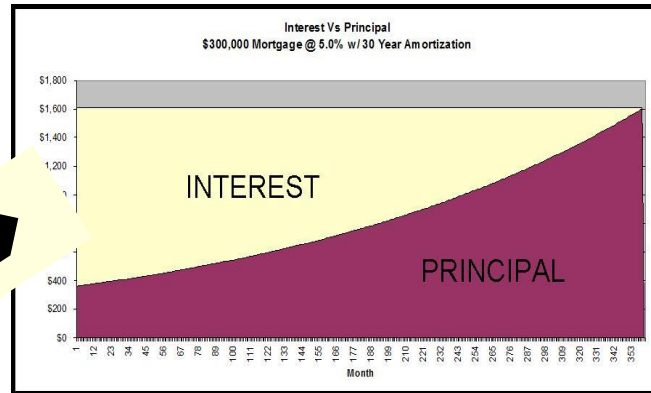 Interest Vs Principal
$300,000 Mortgage @ 5.0% w/ 30 Year Amortization
$1,800
$1,600
$1,400
,200
INTEREST
PRINCIPAL
$400
$200
$0
1 12 23 34 45 56 67 78 89 100 111 122 133 144 155 166 177 188 199 210 221 232 243 254 265 276 287 298 309 320 331 342 353
Month